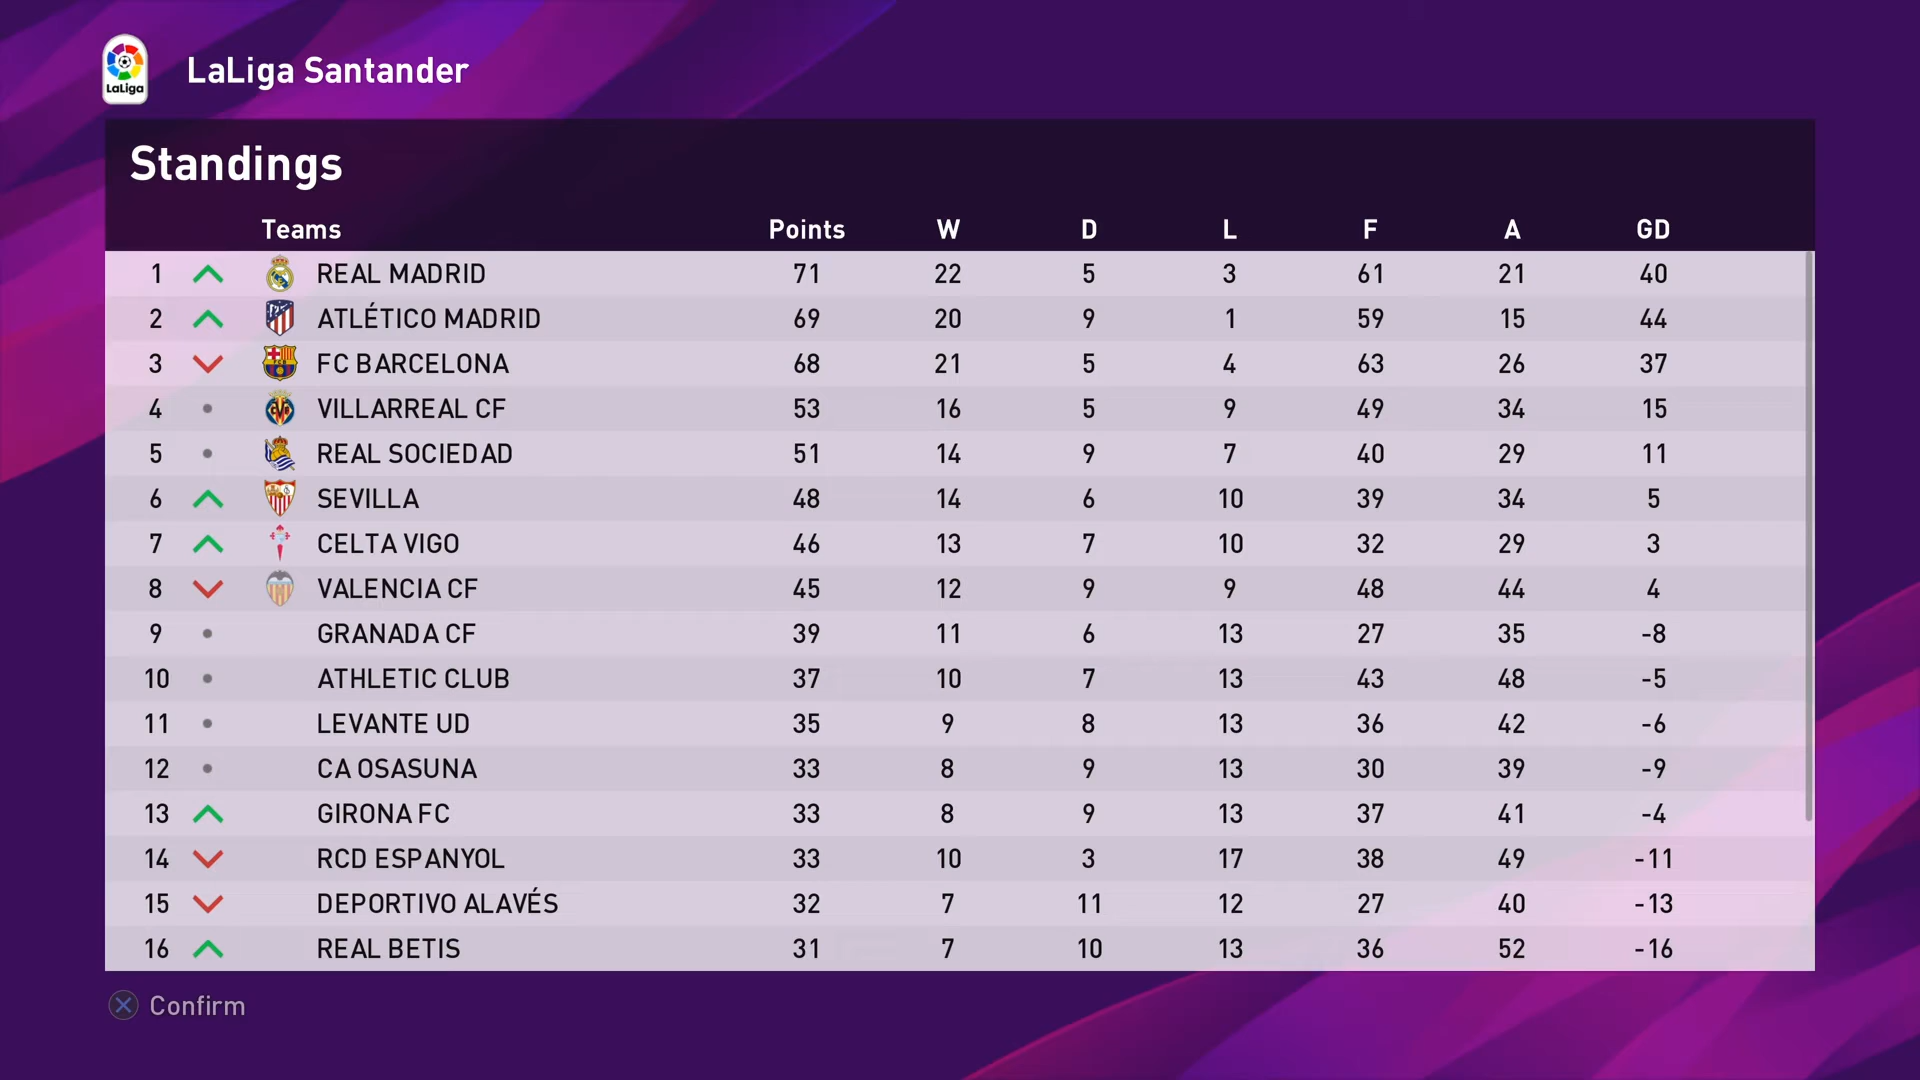 LaLiga
LaLiga Santander
Standings
Teams Points W D L F A GD
1 REAL MADRID 71 22 5 3 61 21 40
2 ATLÉTICO MADRID 69 20 9 1 59 15 44
3 FC BARCELONA 68 21 5 4 63 26 37
4 VILLARREAL CF 53 16 5 9 49 34 15
5 REAL SOCIEDAD 51 14 9 7 40 29 11
6 SEVILLA 48 14 6 10 39 34 5
7 CELTA VIGO 46 13 7 10 32 29 3
8 VALENCIA CF 45 12 9 9 48 44 4
9 GRANADA CF 39 11 6 13 27 35 -8
10 ATHLETIC CLUB 37 10 7 13 43 48 -5
11 LEVANTE UD 35 9 8 13 36 42 -6
12 CA OSASUNA 33 8 9 13 30 39 -9
13 GIRONA FC 33 8 9 13 37 41 -4
14 RCD ESPANYOL 33 10 3 17 38 49 -11
15 DEPORTIVO ALAVÉS 32 7 11 12 27 40 -13
16 REAL BETIS 31 7 10 13 36 52 -16
Confirm